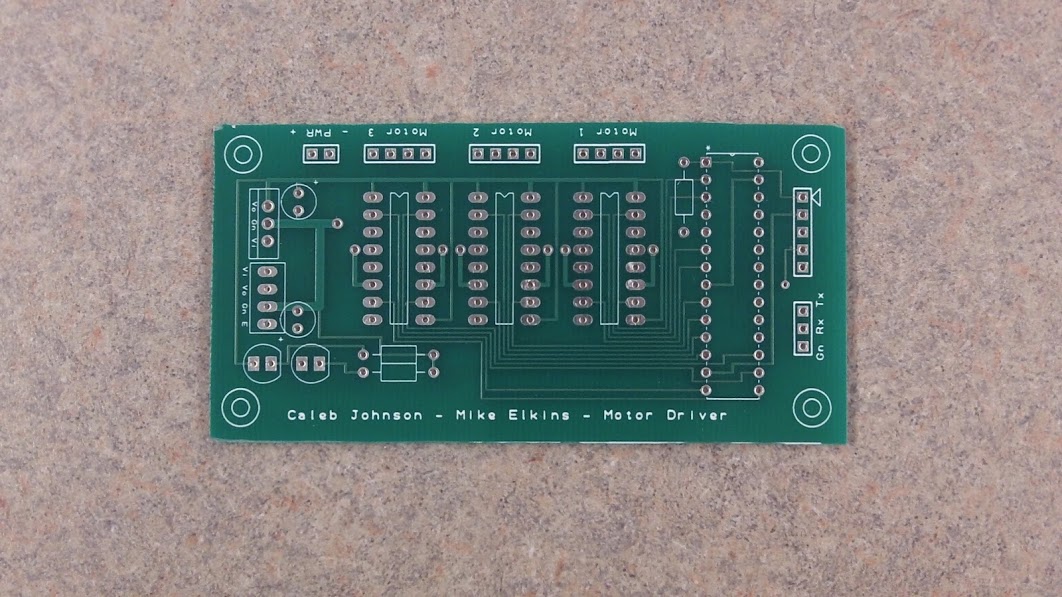 + PWR -
Motor 3
Motor 2
Motor 1
*
+
Vo Gn Vi
Vi Vo Gn E
+
Gn Rx Tx
Caleb Johnson - Mike Elkins - Motor Driver